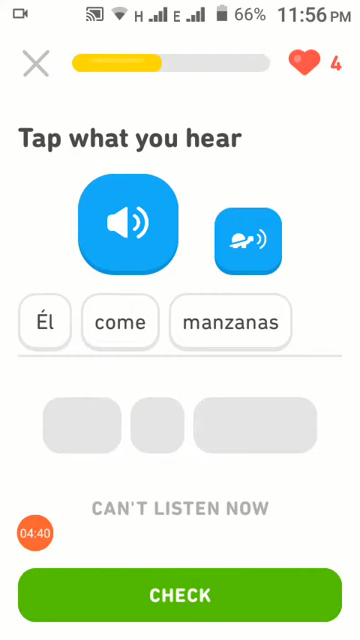 H E 66% 11:56 PM
4
Tap what you hear
Él come manzanas
CAN'T LISTEN NOW
04:40
CHECK